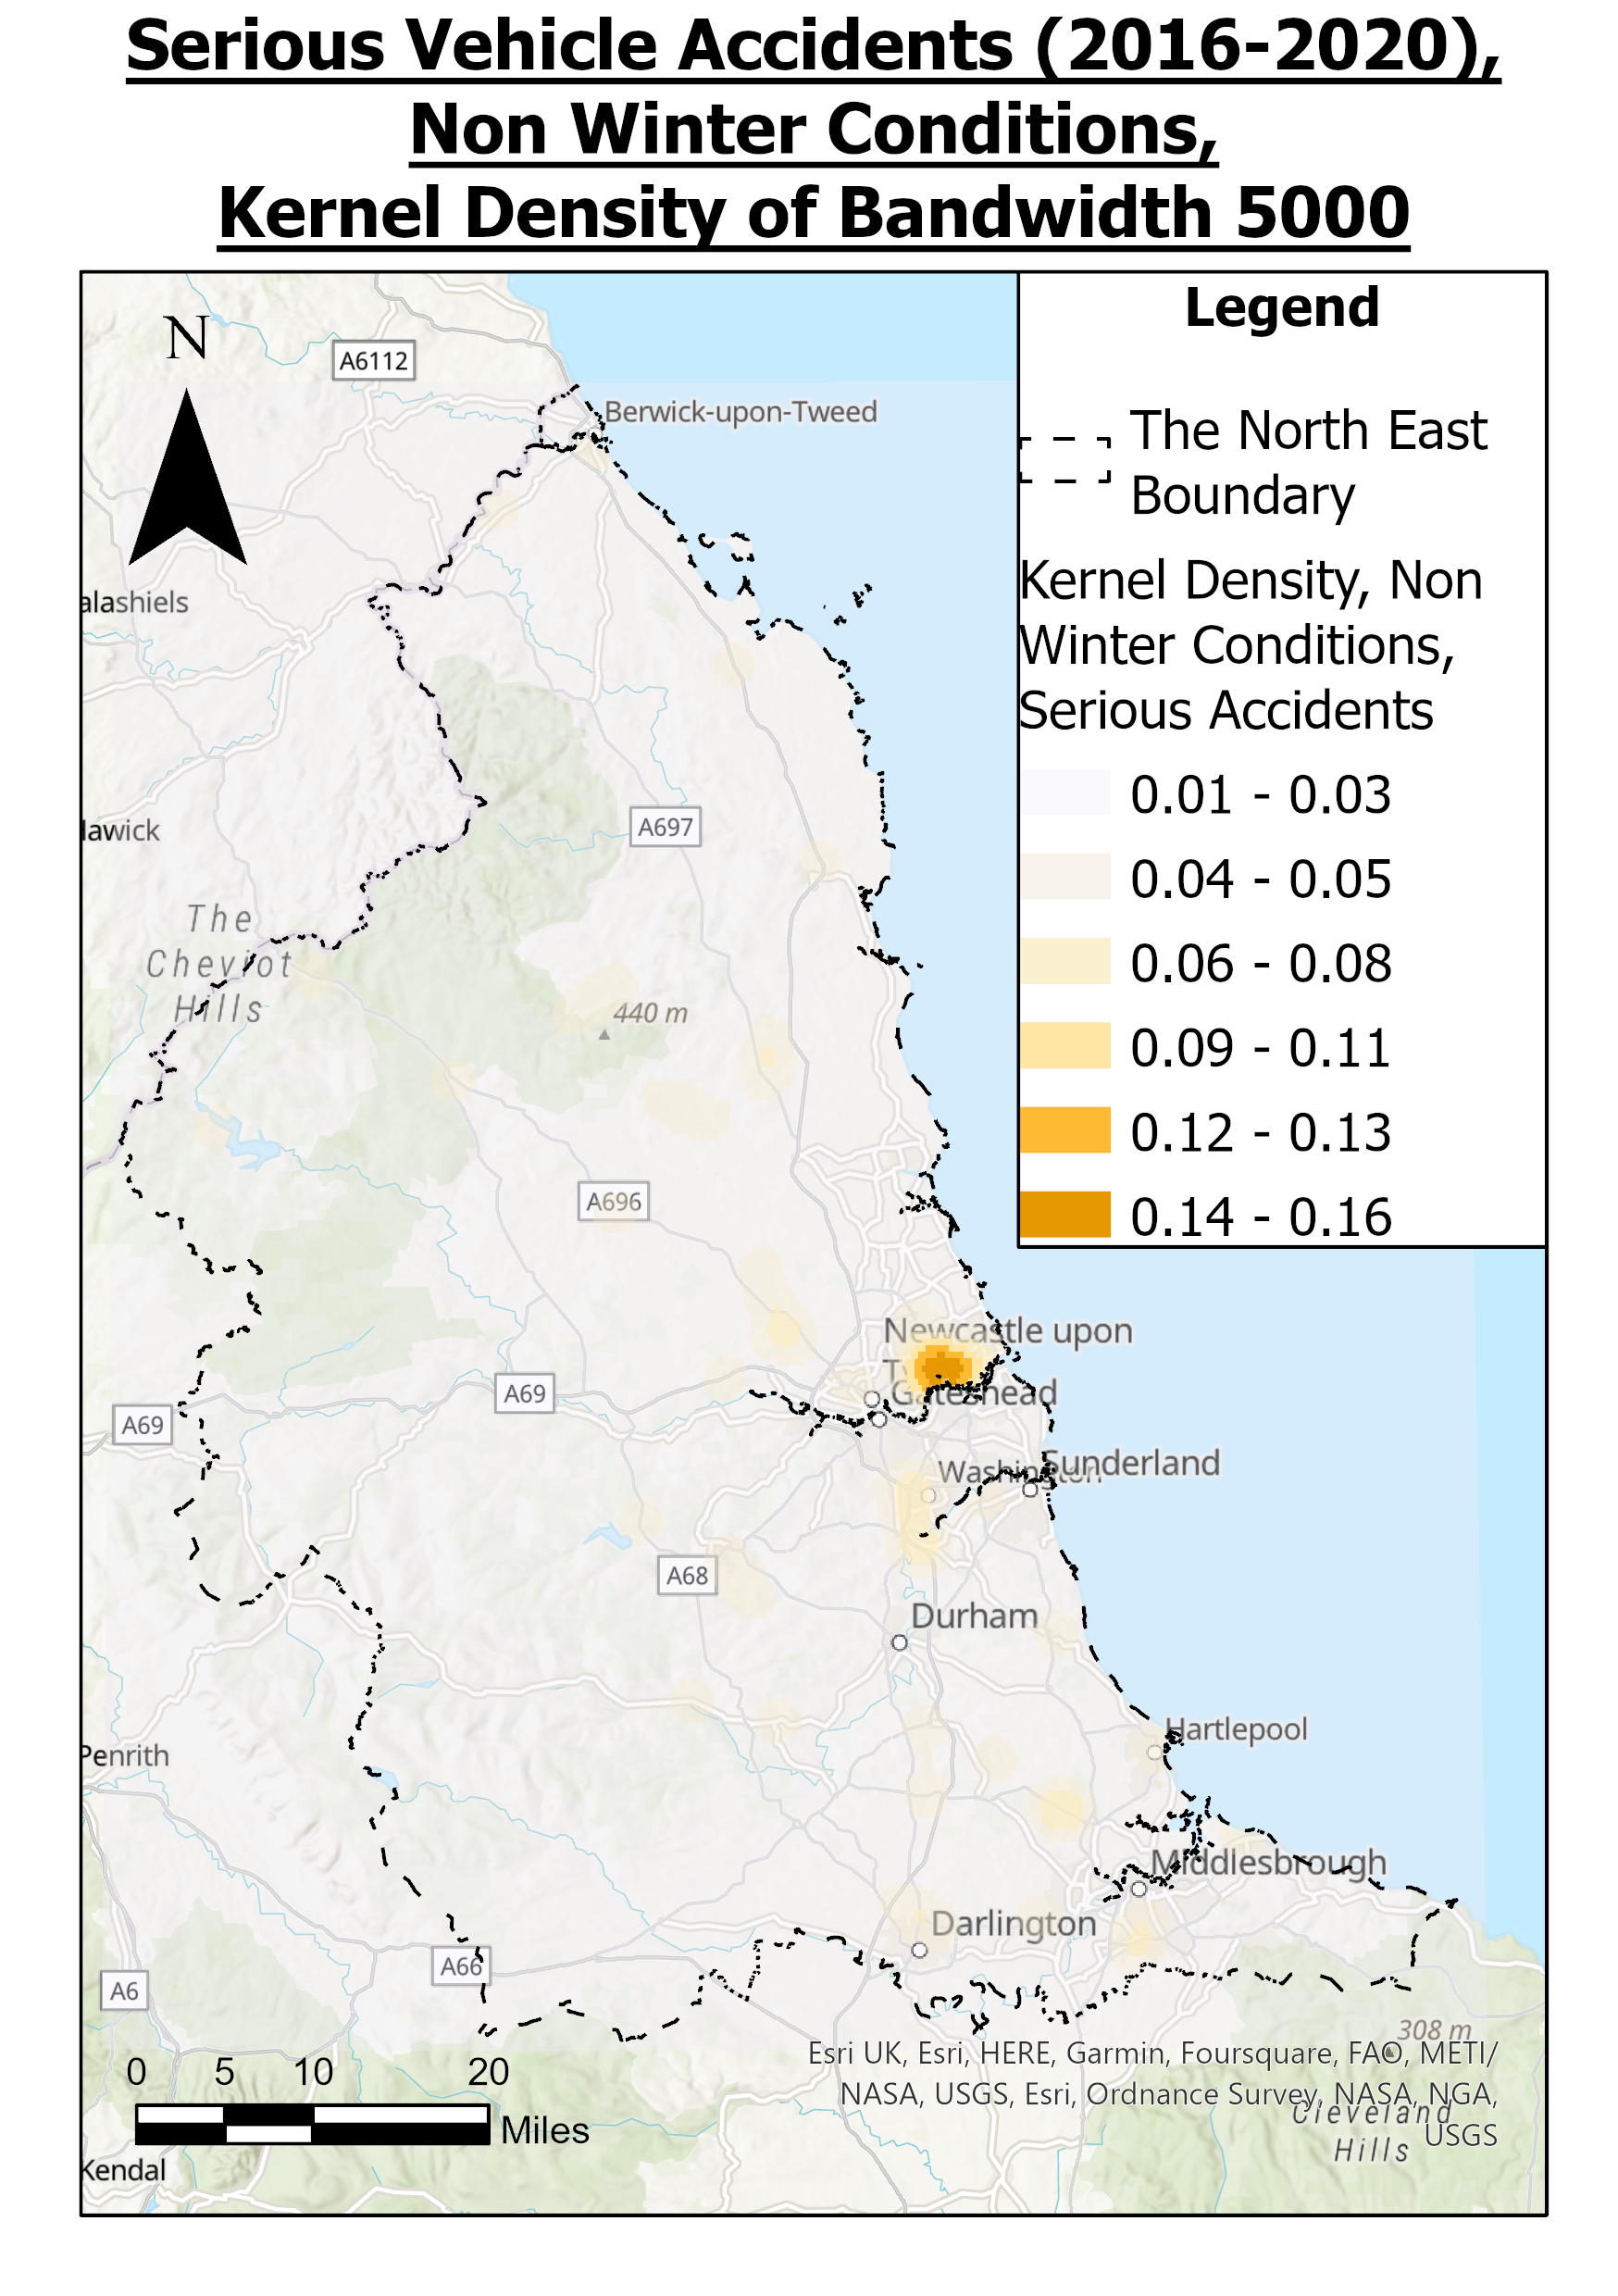 Serious Vehicle Accidents (2016-2020),
Non Winter Conditions,
Kernel Density of Bandwidth 5000
Legend
The North East
Boundary
Kernel Density, Non
Winter Conditions,
Serious Accidents
0.01 - 0.03
0.04 - 0.05
0.06 - 0.08
0.09 - 0.11
0.12 - 0.13
0.14 - 0.16
N
A6112
Berwick-upon-Tweed
alashiels
A697
lawick
The
Cheviot
Hills
440 m
A696
Newcastle upon
Gateshead
A69
A69
Sunderland
Washington
A68
Durham
Hartlepool
Penrith
Middlesbrough
Darlington
A66
A6
308 m
Esri UK, Esri, HERE, Garmin, Foursquare, FAO, METI/
NASA, USGS, Esri, Ordnance Survey, NASA, NGA,
USGS
Cleveland
Hills
0 5 10 20
Miles
Kendal